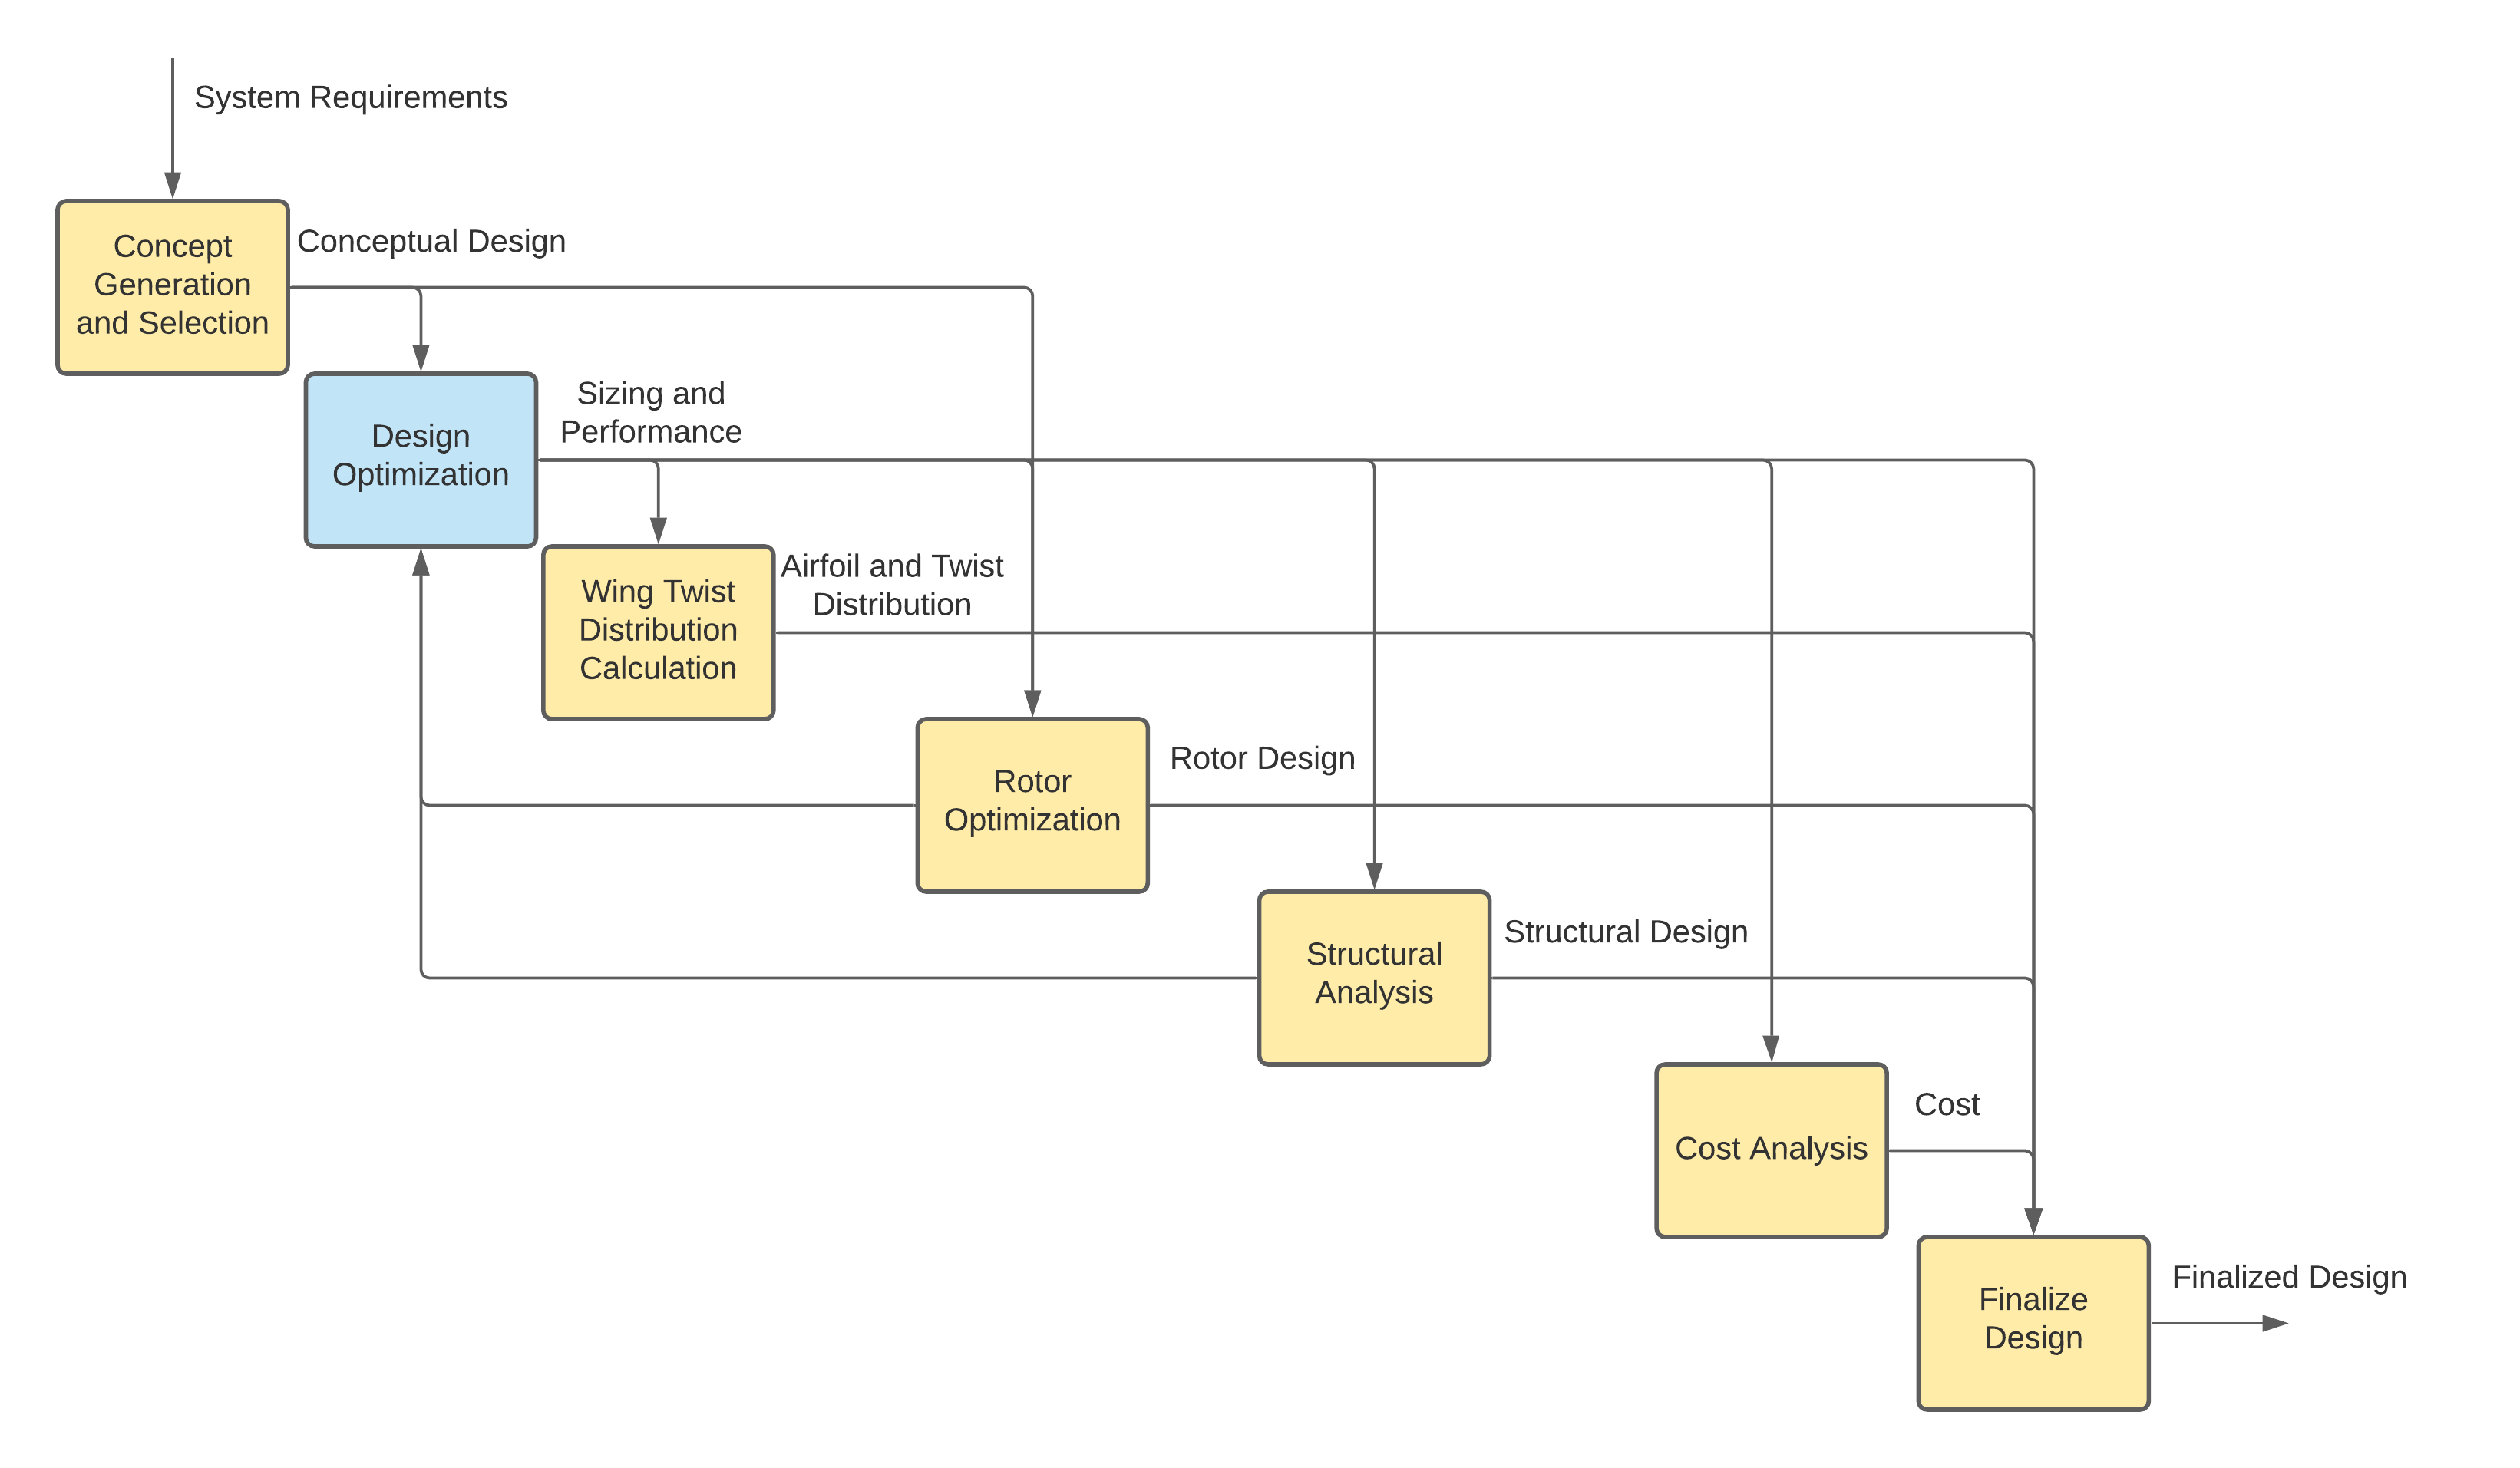 System Requirements
Concept
Generation
and Selection
Conceptual Design
Design
Optimization
Sizing and
Performance
Wing Twist
Distribution
Calculation
Airfoil and Twist
Distribution
Rotor
Optimization
Rotor Design
Structural
Analysis
Structural Design
Cost Analysis
Cost
Finalize
Design
Finalized Design